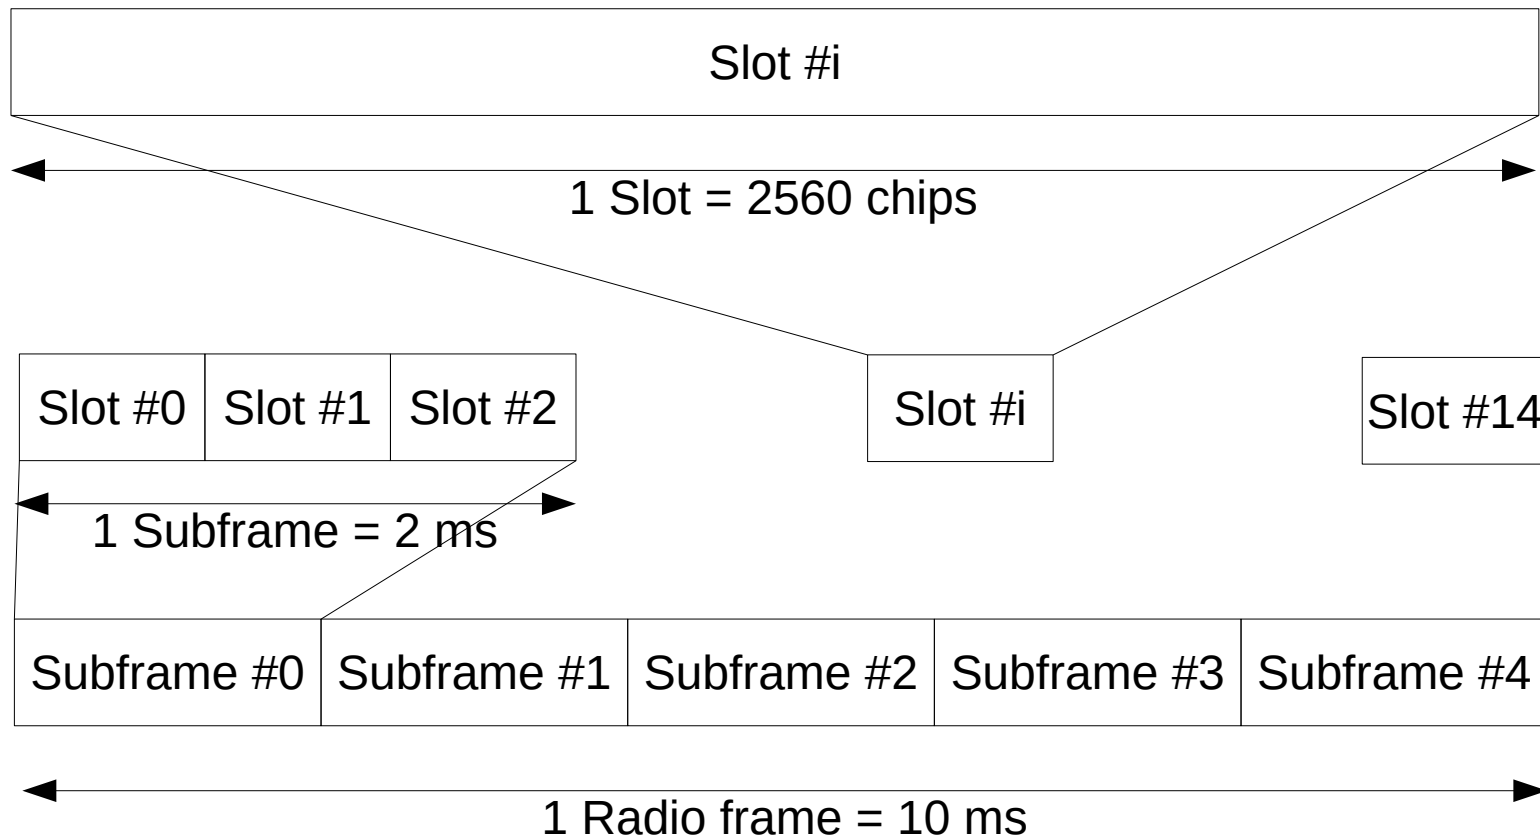 Slot #i
1 Slot = 2560 chips
Slot #0 Slot #1 Slot #2 Slot #i Slot #14
1 Subframe = 2 ms
Subframe #0 Subframe #1 Subframe #2 Subframe #3 Subframe #4
1 Radio frame = 10 ms